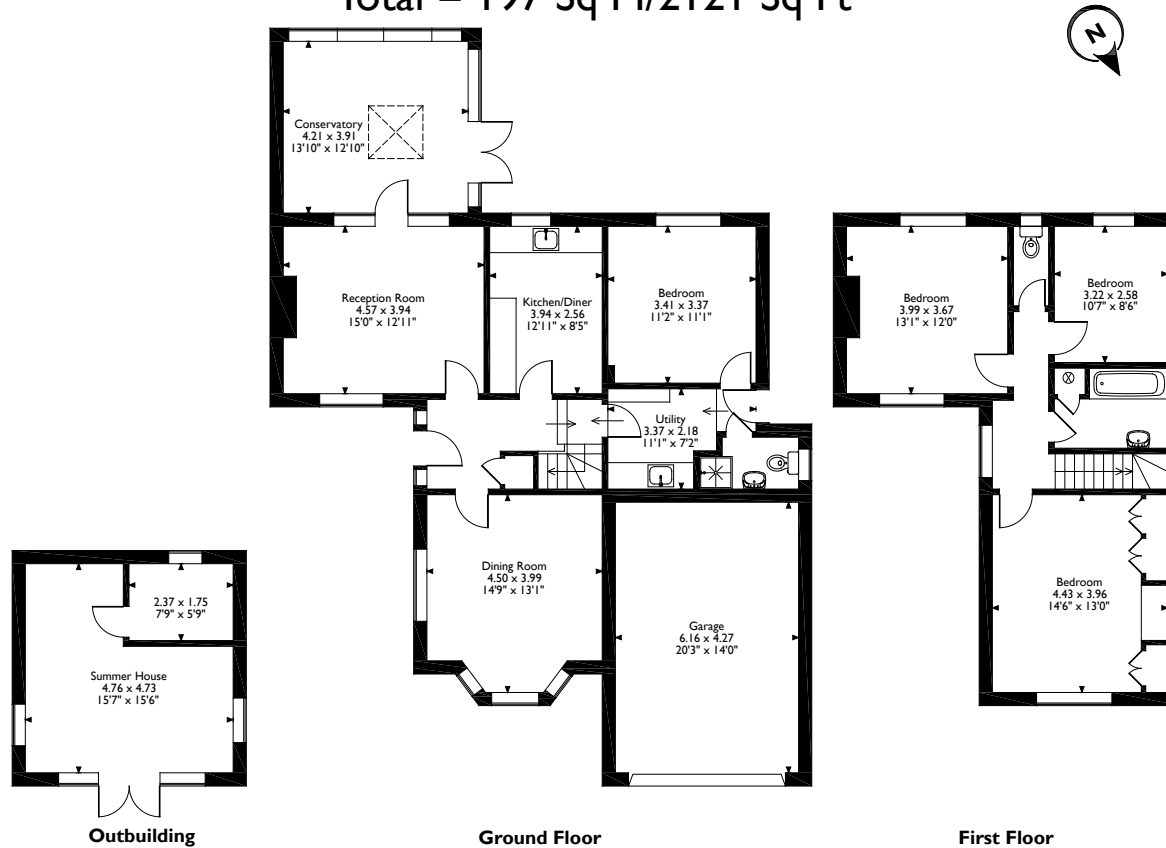 Total = 197 Sq M/2121 Sq Ft
N
Conservatory
4.21 x 3.91
13'10" x 12'10"
Reception Room
4.57 x 3.94
15'0" x 12'11"
Kitchen/Diner
3.94 x 2.56
12'11" x 8'5"
Bedroom
3.41 x 3.37
11'2" x 11'1"
Utility
3.37 x 2.18
11'1" x 7'2"
Dining Room
4.50 x 3.99
14'9" x 13'1"
Garage
6.16 x 4.27
20'3" x 14'0"
Bedroom
3.99 x 3.67
13'1" x 12'0"
Bedroom
3.22 x 2.58
10'7" x 8'6"
Bedroom
4.43 x 3.96
14'6" x 13'0"
2.37 x 1.75
7'9" x 5'9"
Summer House
4.76 x 4.73
15'7" x 15'6"
Outbuilding
Ground Floor
First Floor